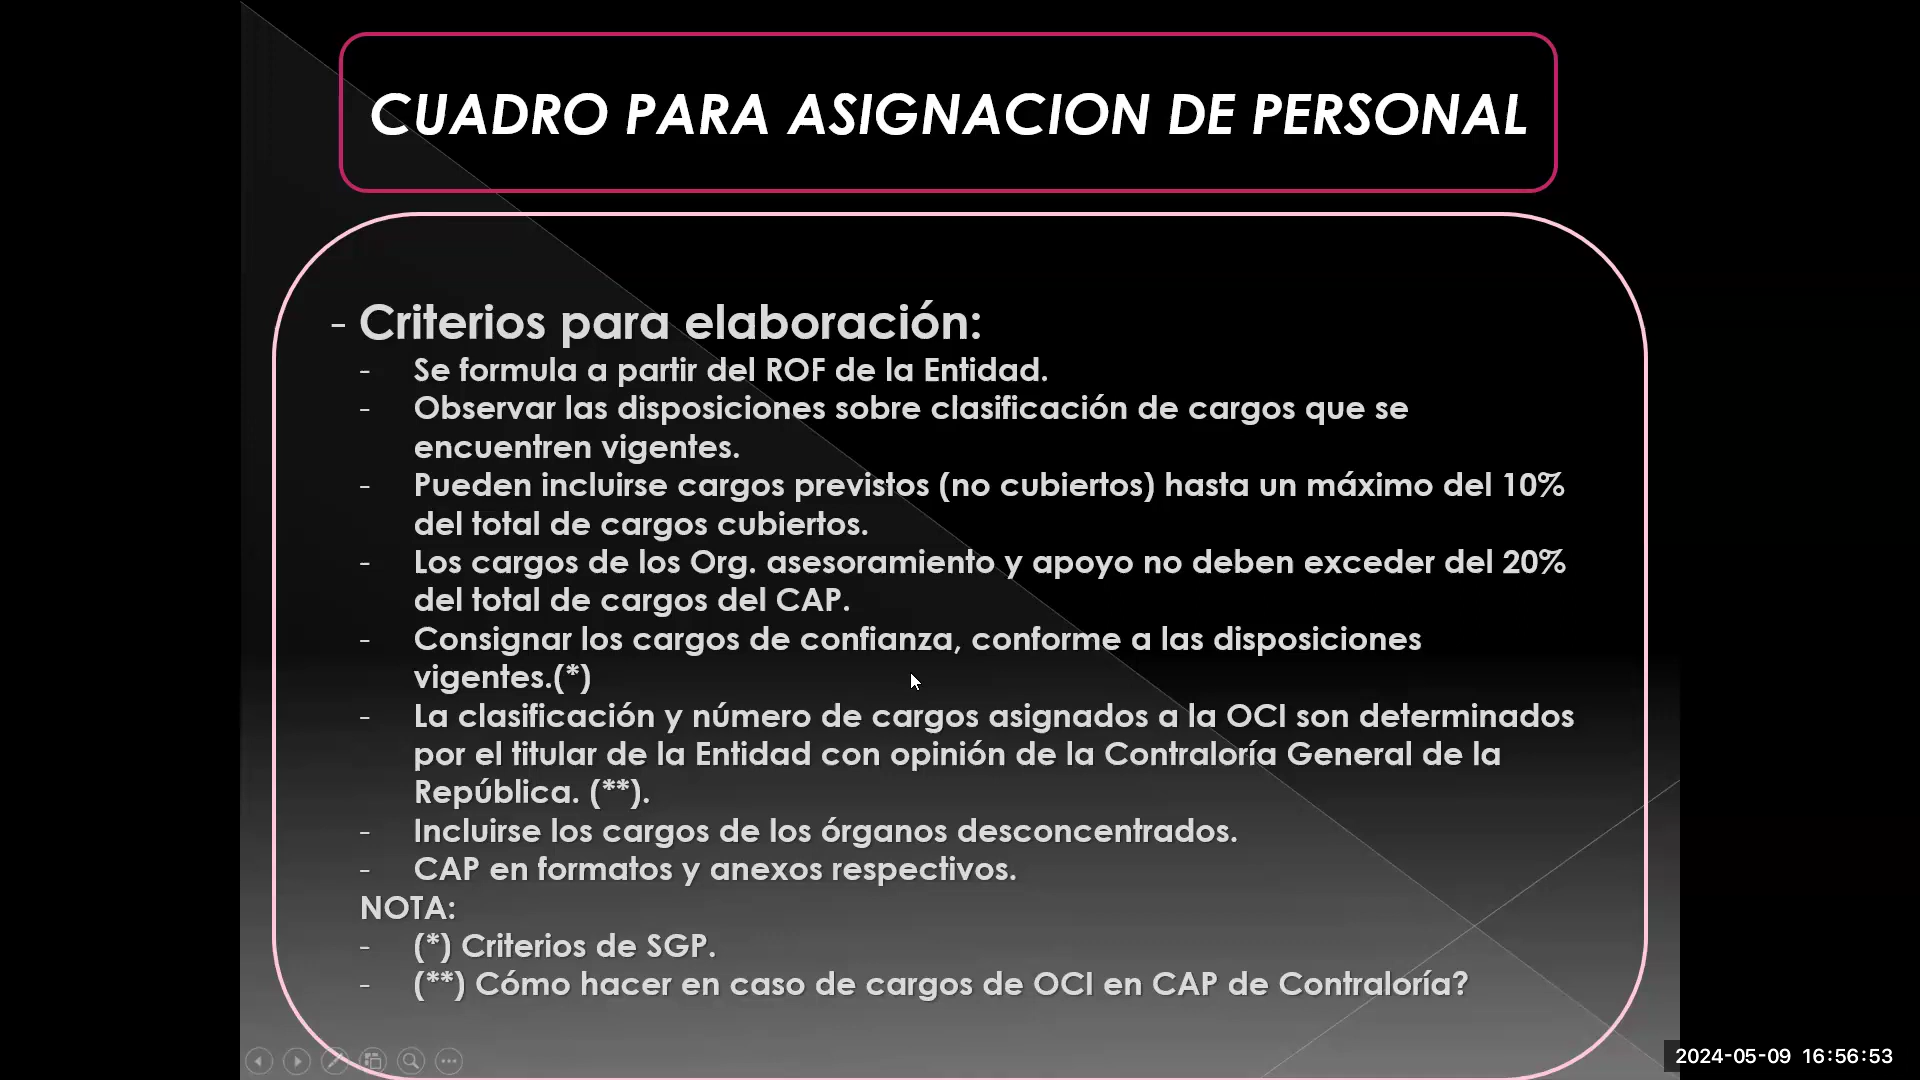 CUADRO PARA ASIGNACION DE PERSONAL
- Criterios para elaboración:
- Se formula a partir del ROF de la Entidad.
- Observar las disposiciones sobre clasificación de cargos que se
encuentren vigentes.
- Pueden incluirse cargos previstos (no cubiertos) hasta un máximo del 10%
del total de cargos cubiertos.
- Los cargos de los Org. asesoramiento y apoyo no deben exceder del 20%
del total de cargos del CAP.
- Consignar los cargos de confianza, conforme a las disposiciones
vigentes.(*)
- La clasificación y número de cargos asignados a la OCI son determinados
por el titular de la Entidad con opinión de la Contraloría General de la
República. (**).
- Incluirse los cargos de los órganos desconcentrados.
- CAP en formatos y anexos respectivos.
NOTA:
- (*) Criterios de SGP.
- (**) Cómo hacer en caso de cargos de OCI en CAP de Contraloría?
2024-05-09 16:56:53